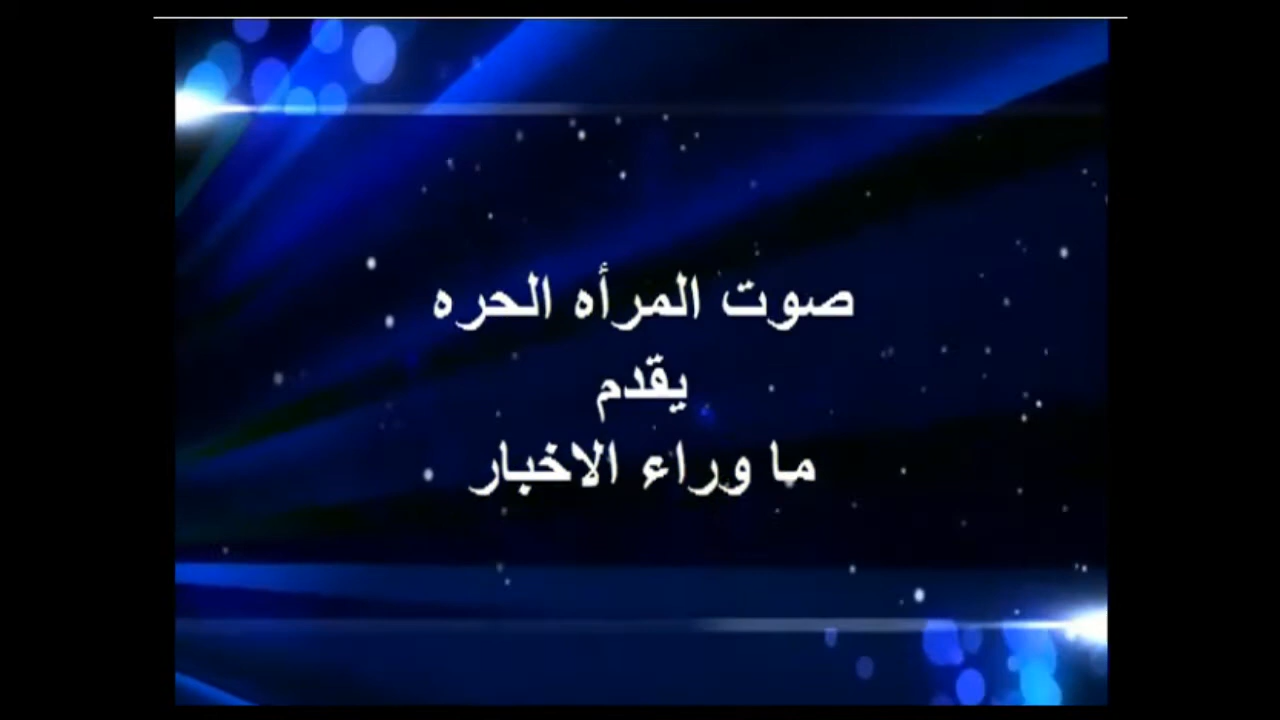 صوت المرأه الحره
يقدم
ما وراء الاخبار